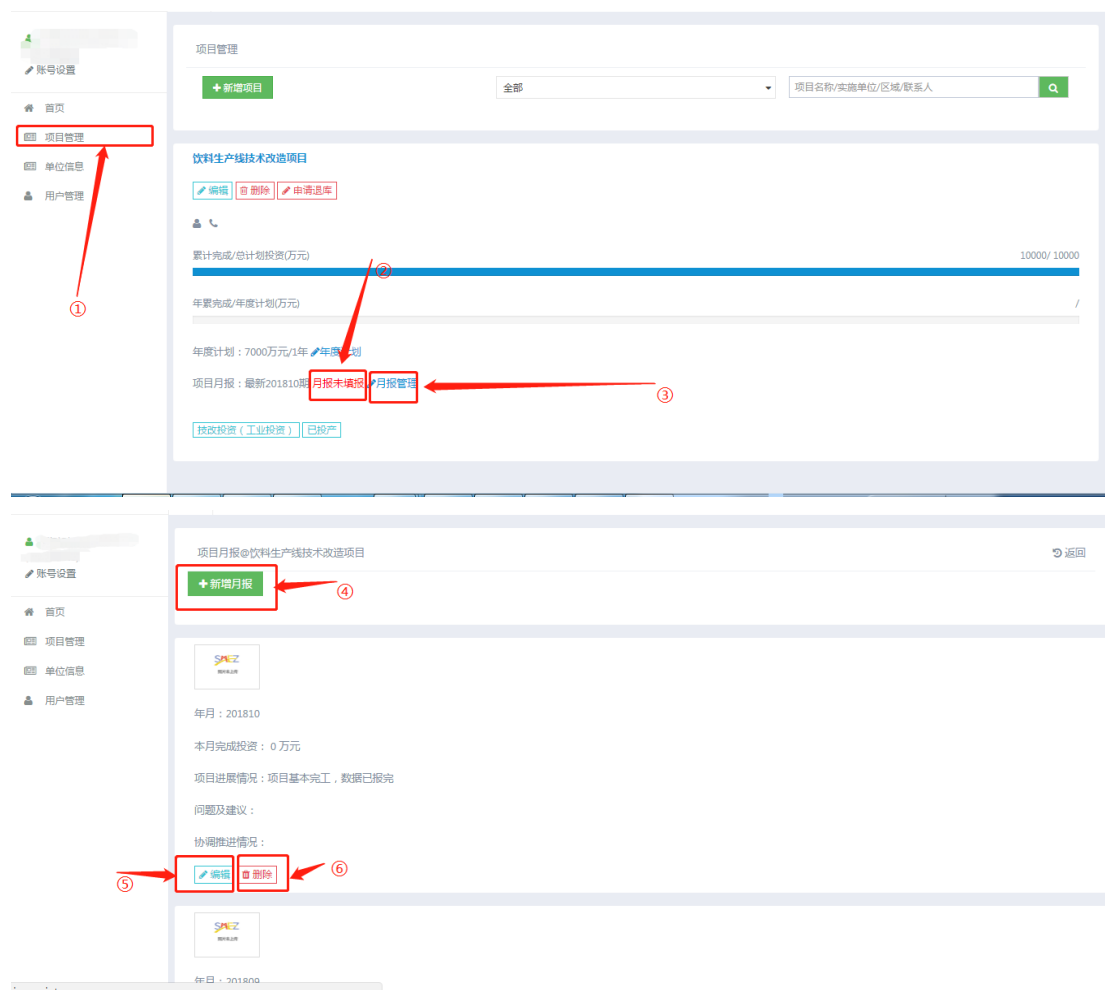 账号设置
首页
项目管理
单位信息
用户管理
①
项目管理
新增项目
全部
项目名称/实施单位/区域/联系人
饮料生产线技术改造项目
编辑 删除 申请退库
累计完成/总计划投资(万元) 10000/ 10000
②
年累完成/年度计划(万元) /
年度计划：7000万元/1年 年度计划
项目月报：最新201810期 月报未填报 月报管理
③
技改投资（工业投资） 已投产
账号设置
首页
项目管理
单位信息
用户管理
项目月报@饮料生产线技术改造项目 返回
新增月报
④
年月：201810
本月完成投资： 0 万元
项目进展情况：项目基本完工，数据已报完
问题及建议：
协调推进情况：
编辑 删除
⑤
⑥
年月：201809